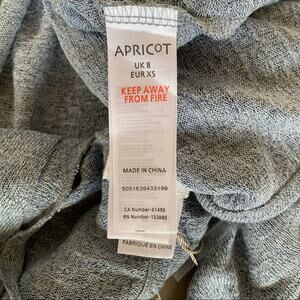 APRICOT
UK 8
EUR XS
KEEP AWAY
FROM FIRE
MADE IN CHINA
5051839433199
CA Number-61490
RN Number-153885
FABRIQUÉ EN CHINE